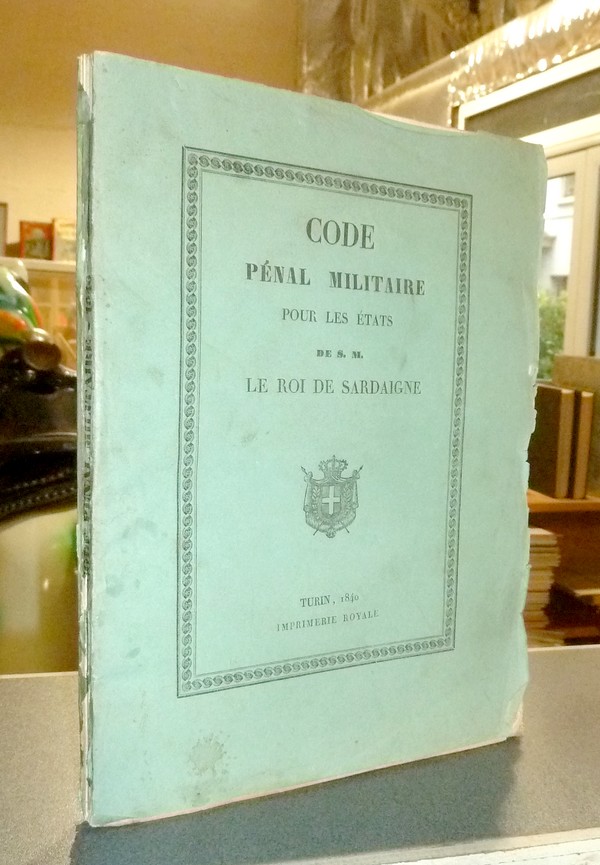 CODE
PÉNAL MILITAIRE
POUR LES ÉTATS
DE S. M.
LE ROI DE SARDAIGNE
TURIN, 1840
IMPRIMERIE ROYALE